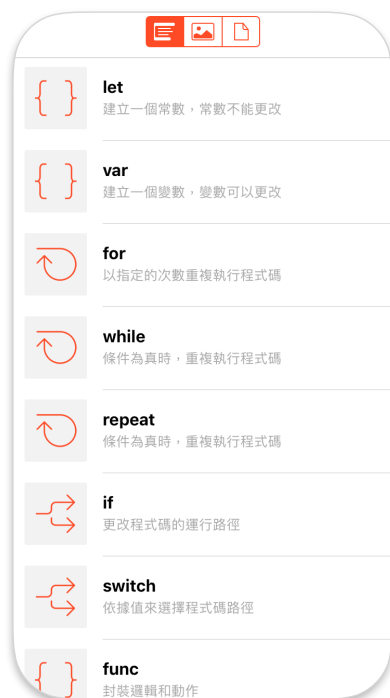 let
建立一個常數，常數不能更改
var
建立一個變數，變數可以更改
for
以指定的次數重複執行程式碼
while
條件為真時，重複執行程式碼
repeat
條件為真時，重複執行程式碼
if
更改程式碼的運行路徑
switch
依據值來選擇程式碼路徑
func
封裝邏輯和動作